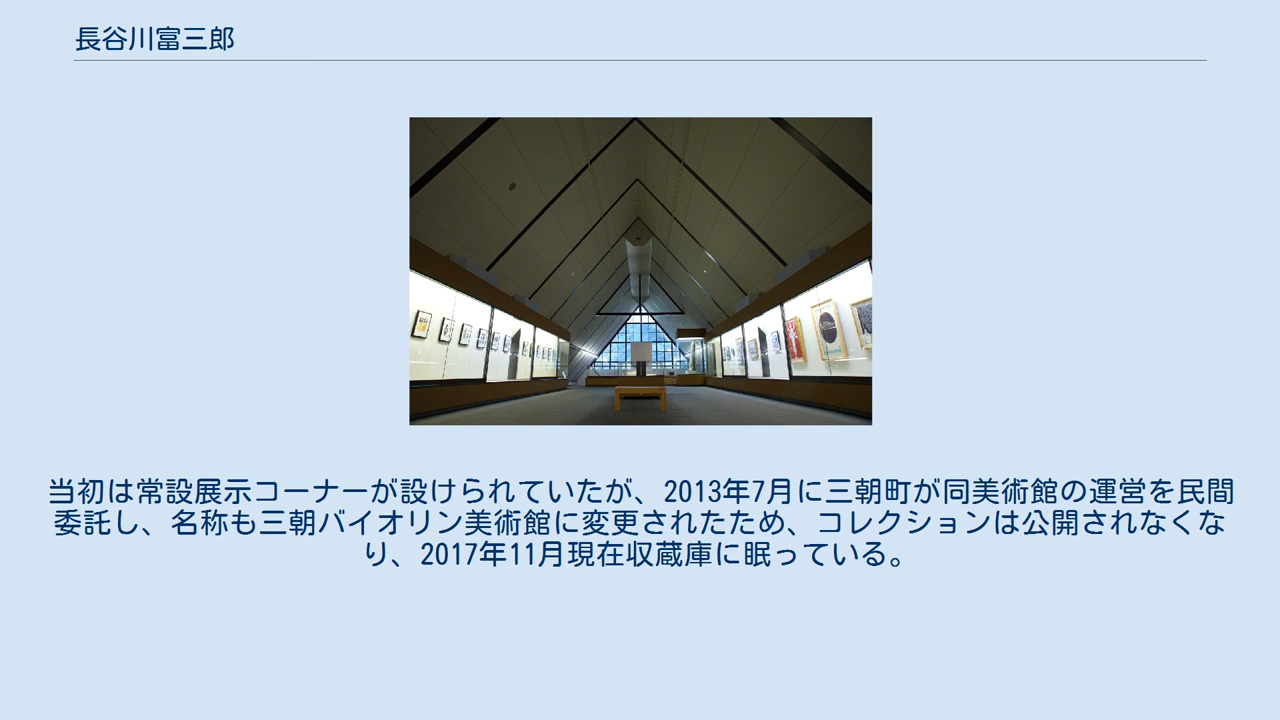 長谷川富三郎
当初は常設展示コーナーが設けられていたが、2013年7月に三朝町が同美術館の運営を民間
委託し、名称も三朝バイオリン美術館に変更されたため、コレクションは公開されなくな
り、2017年11月現在収蔵庫に眠っている。